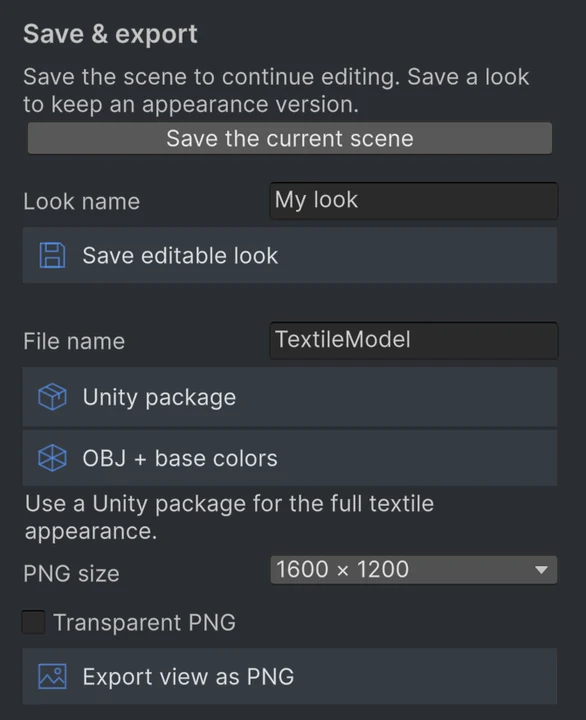 Save & export
Save the scene to continue editing. Save a look
to keep an appearance version.
Save the current scene
Look name
My look
Save editable look
File name
TextileModel
Unity package
OBJ + base colors
Use a Unity package for the full textile
appearance.
PNG size
1600 × 1200
Transparent PNG
Export view as PNG